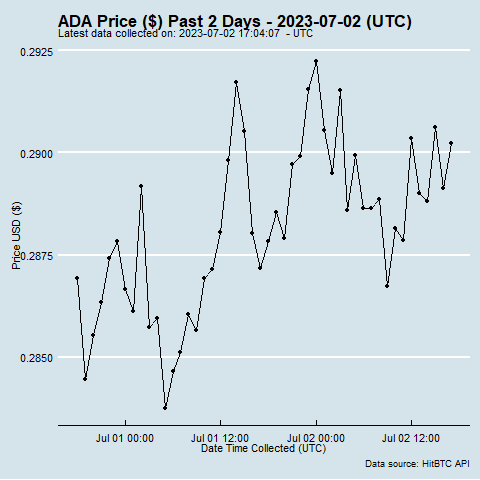 ADA Price ($) Past 2 Days - 2023-07-02 (UTC)
Latest data collected on: 2023-07-02 17:04:07 - UTC
0.2925
0.2900
0.2875
0.2850
Price USD ($)
Jul 01 00:00 Jul 01 12:00 Jul 02 00:00 Jul 02 12:00
Date Time Collected (UTC)
Data source: HitBTC API